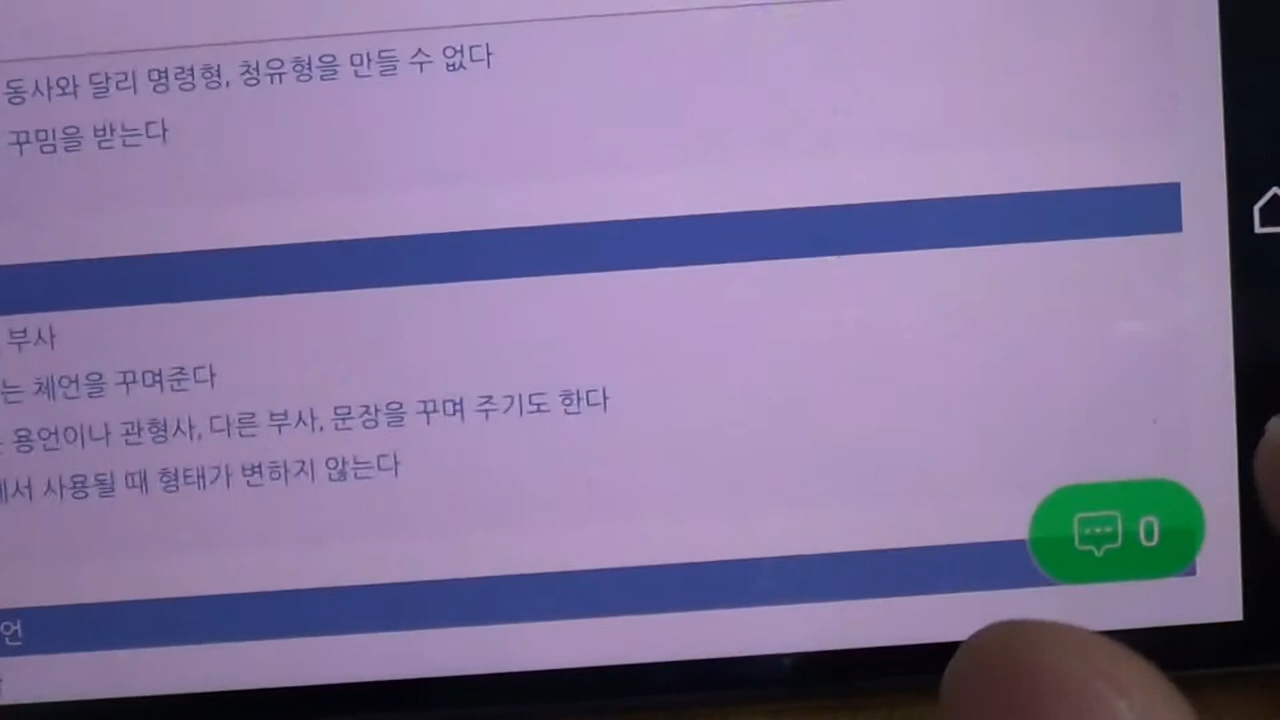 동사와 달리 명령형, 청유형을 만들 수 없다
꾸밈을 받는다
부사
는 체언을 꾸며준다
용언이나 관형사, 다른 부사, 문장을 꾸며 주기도 한다
에서 사용될 때 형태가 변하지 않는다
0
언